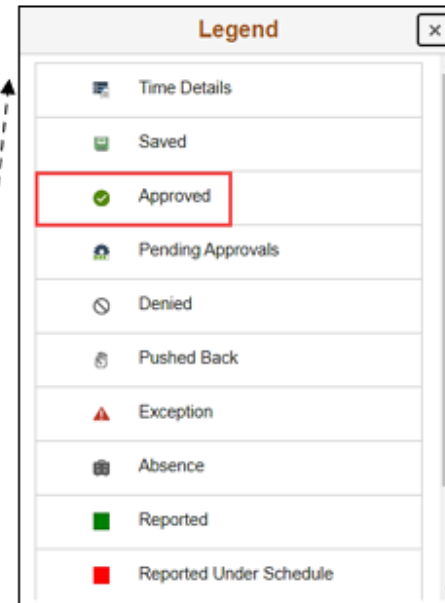 Legend
Time Details
Saved
Approved
Pending Approvals
Denied
Pushed Back
Exception
Absence
Reported
Reported Under Schedule